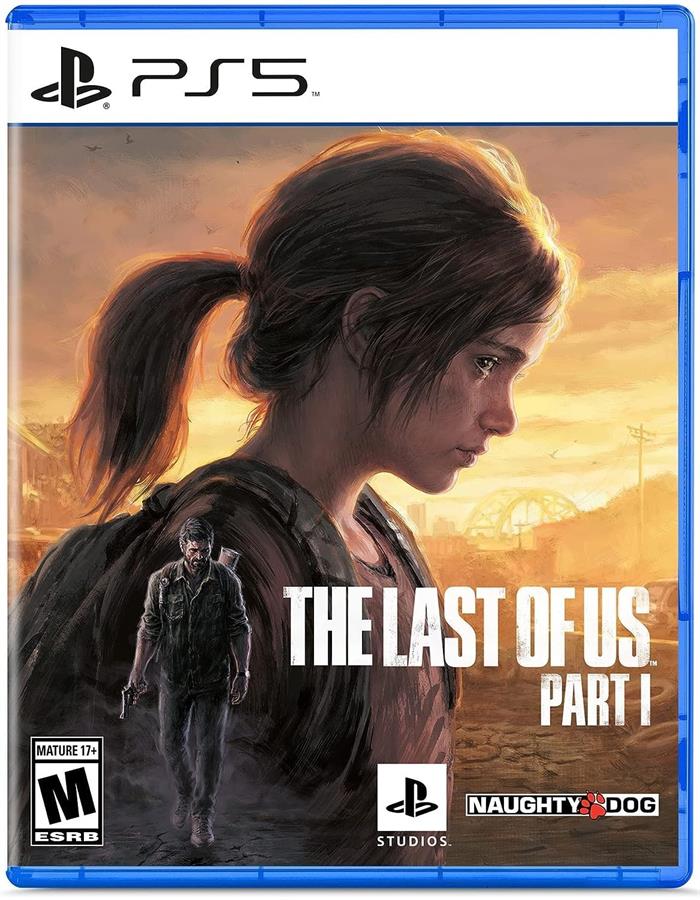 PS5
THE LAST OF US
PART I
MATURE 17+
M
ESRB
STUDIOS
NAUGHTY DOG